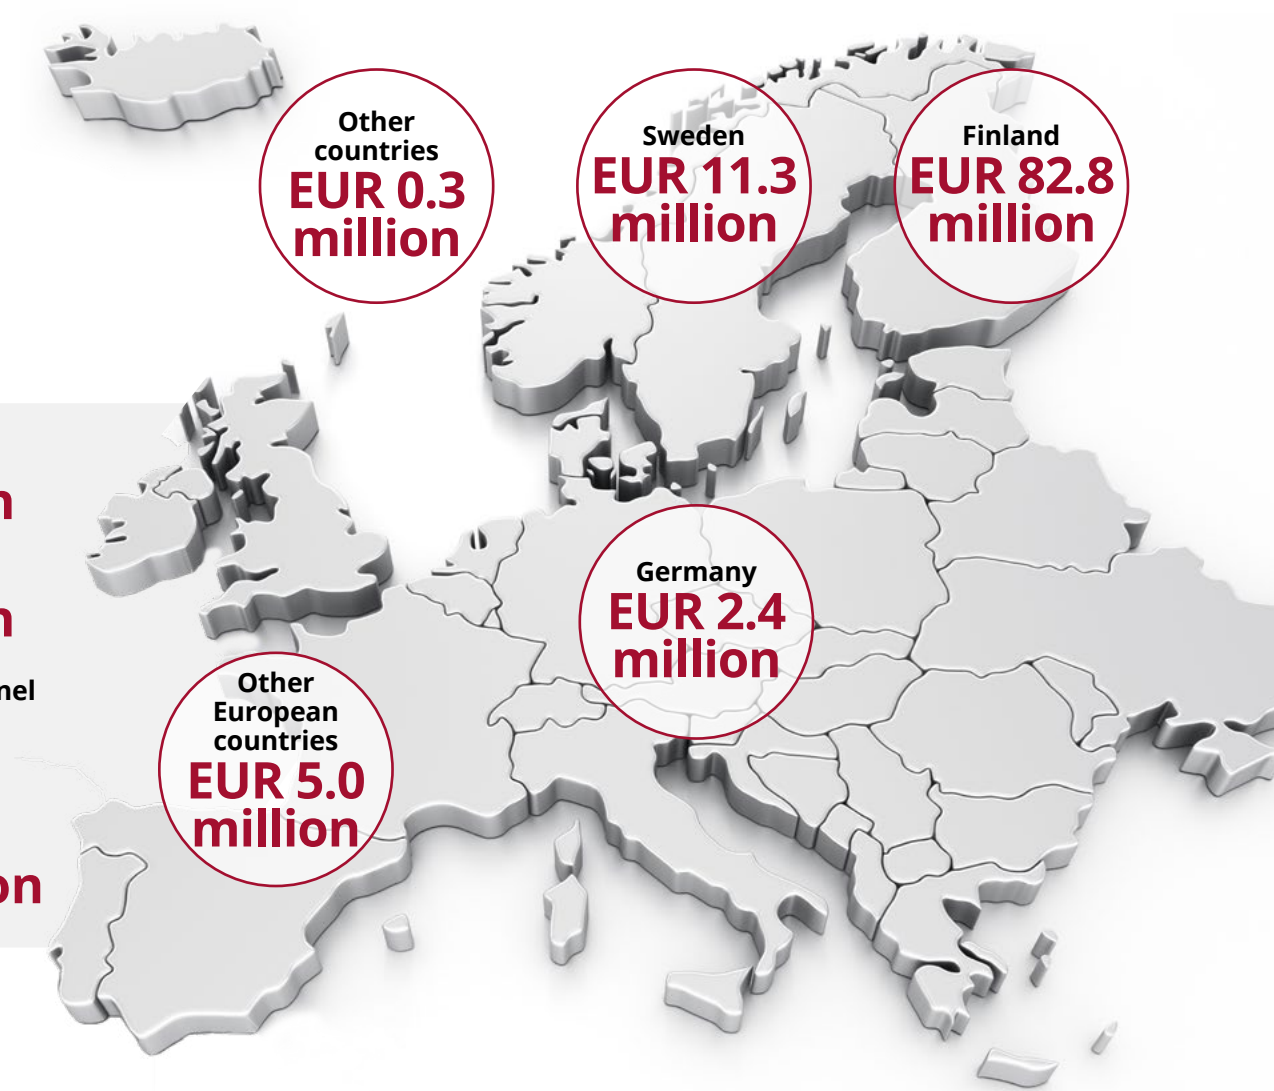 Other
countries
EUR 0.3
million
Sweden
EUR 11.3
million
Finland
EUR 82.8
million
Germany
EUR 2.4
million
Other
European
countries
EUR 5.0
million